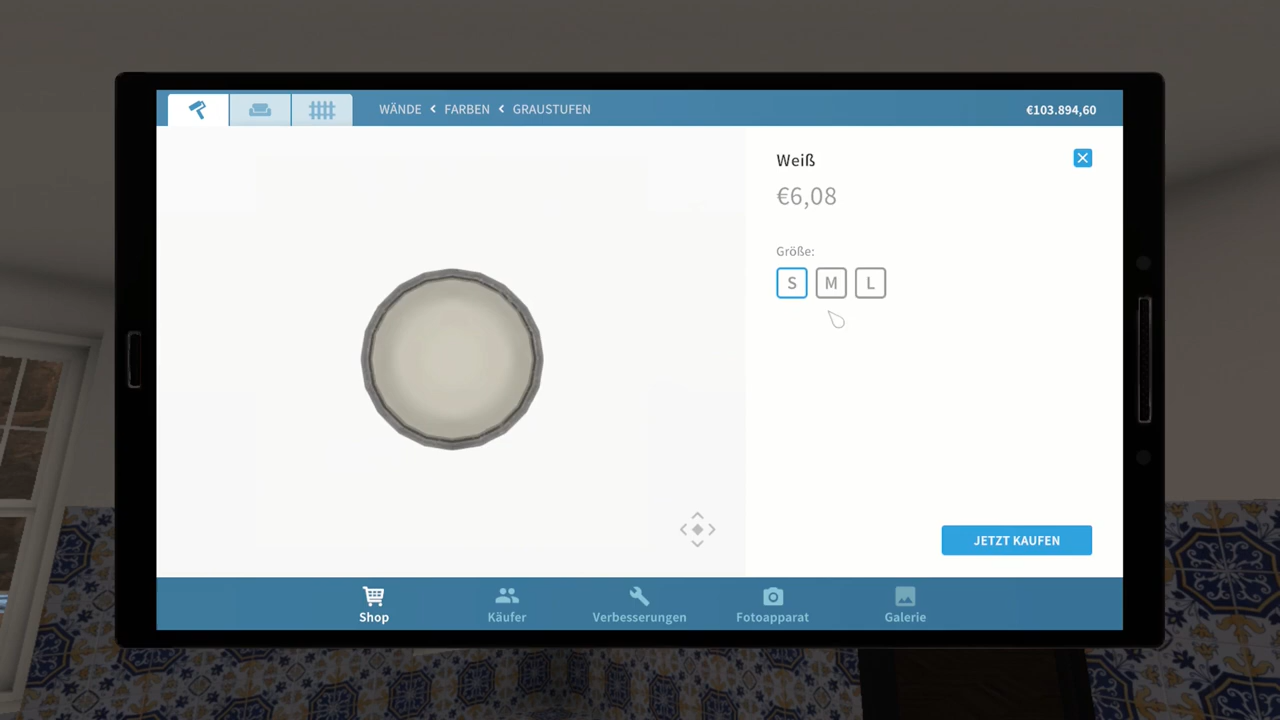 WÄNDE < FARBEN < GRAUSTUFEN
€103.894,60
Weiß
€6,08
Größe:
S M L
JETZT KAUFEN
Shop
Käufer
Verbesserungen
Fotoapparat
Galerie